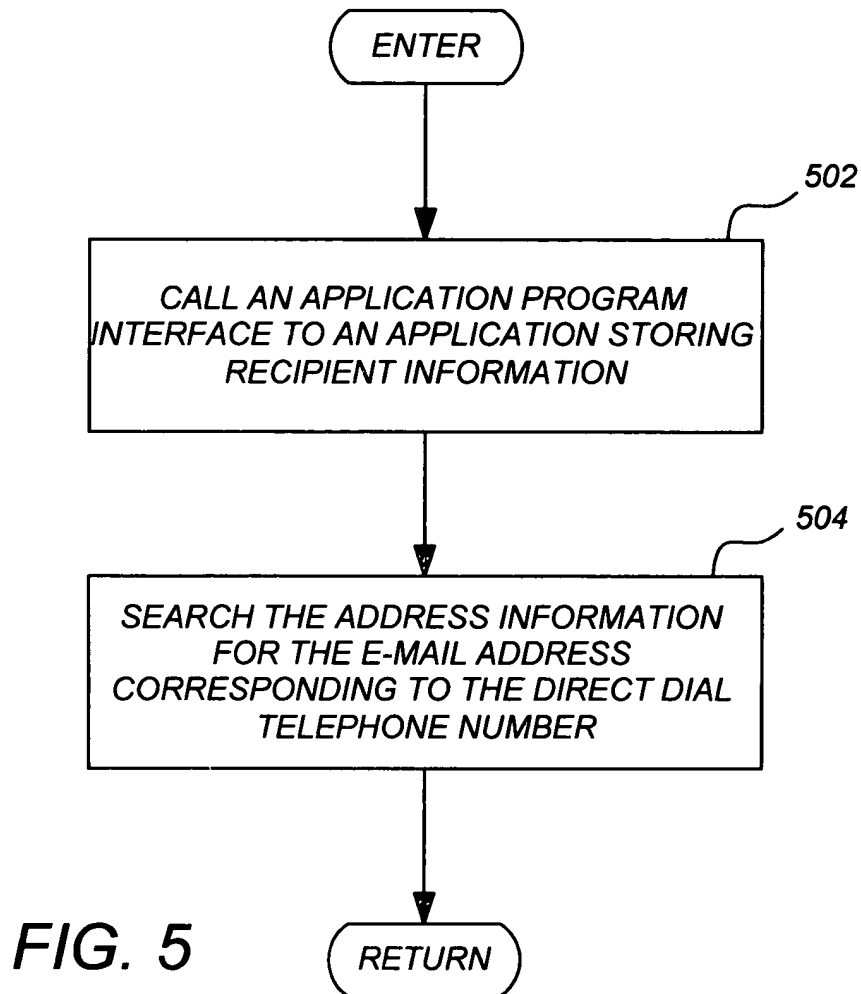 ENTER
502
CALL AN APPLICATION PROGRAM
INTERFACE TO AN APPLICATION STORING
RECIPIENT INFORMATION
504
SEARCH THE ADDRESS INFORMATION
FOR THE E-MAIL ADDRESS
CORRESPONDING TO THE DIRECT DIAL
TELEPHONE NUMBER
FIG. 5
RETURN